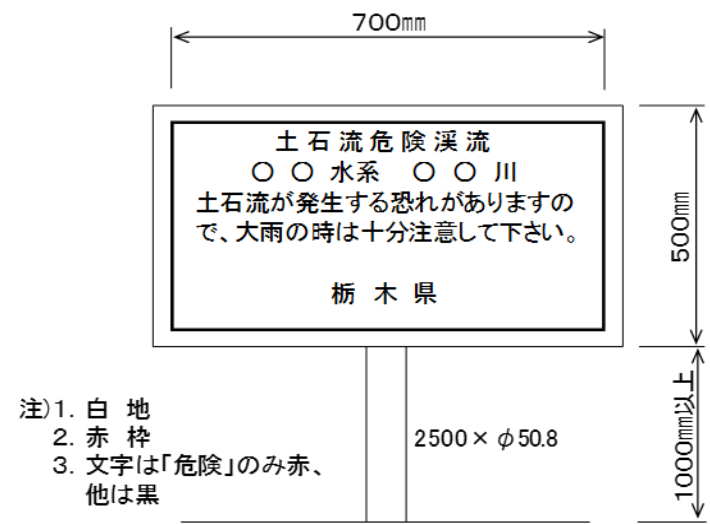 700㎜
土石流危険渓流
〇〇水系　〇〇川
土石流が発生する恐れがありますの
で、大雨の時は十分注意して下さい。
栃木県
500㎜
1000㎜以上
2500×φ50.8
注)1. 白 地
2. 赤 枠
3. 文字は「危険」のみ赤、
他は黒